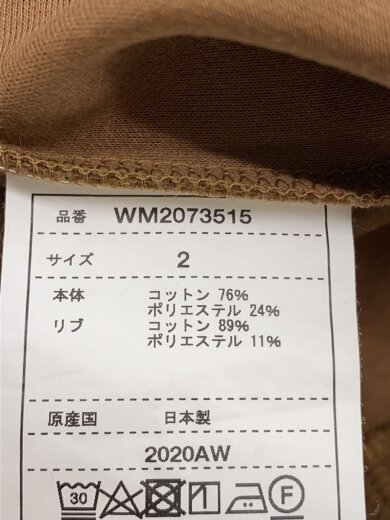 品番 WM2073515
サイズ 2
本体 コットン 76%
ポリエステル 24%
リブ コットン 89%
ポリエステル 11%
原産国 日本製
2020AW
30 F